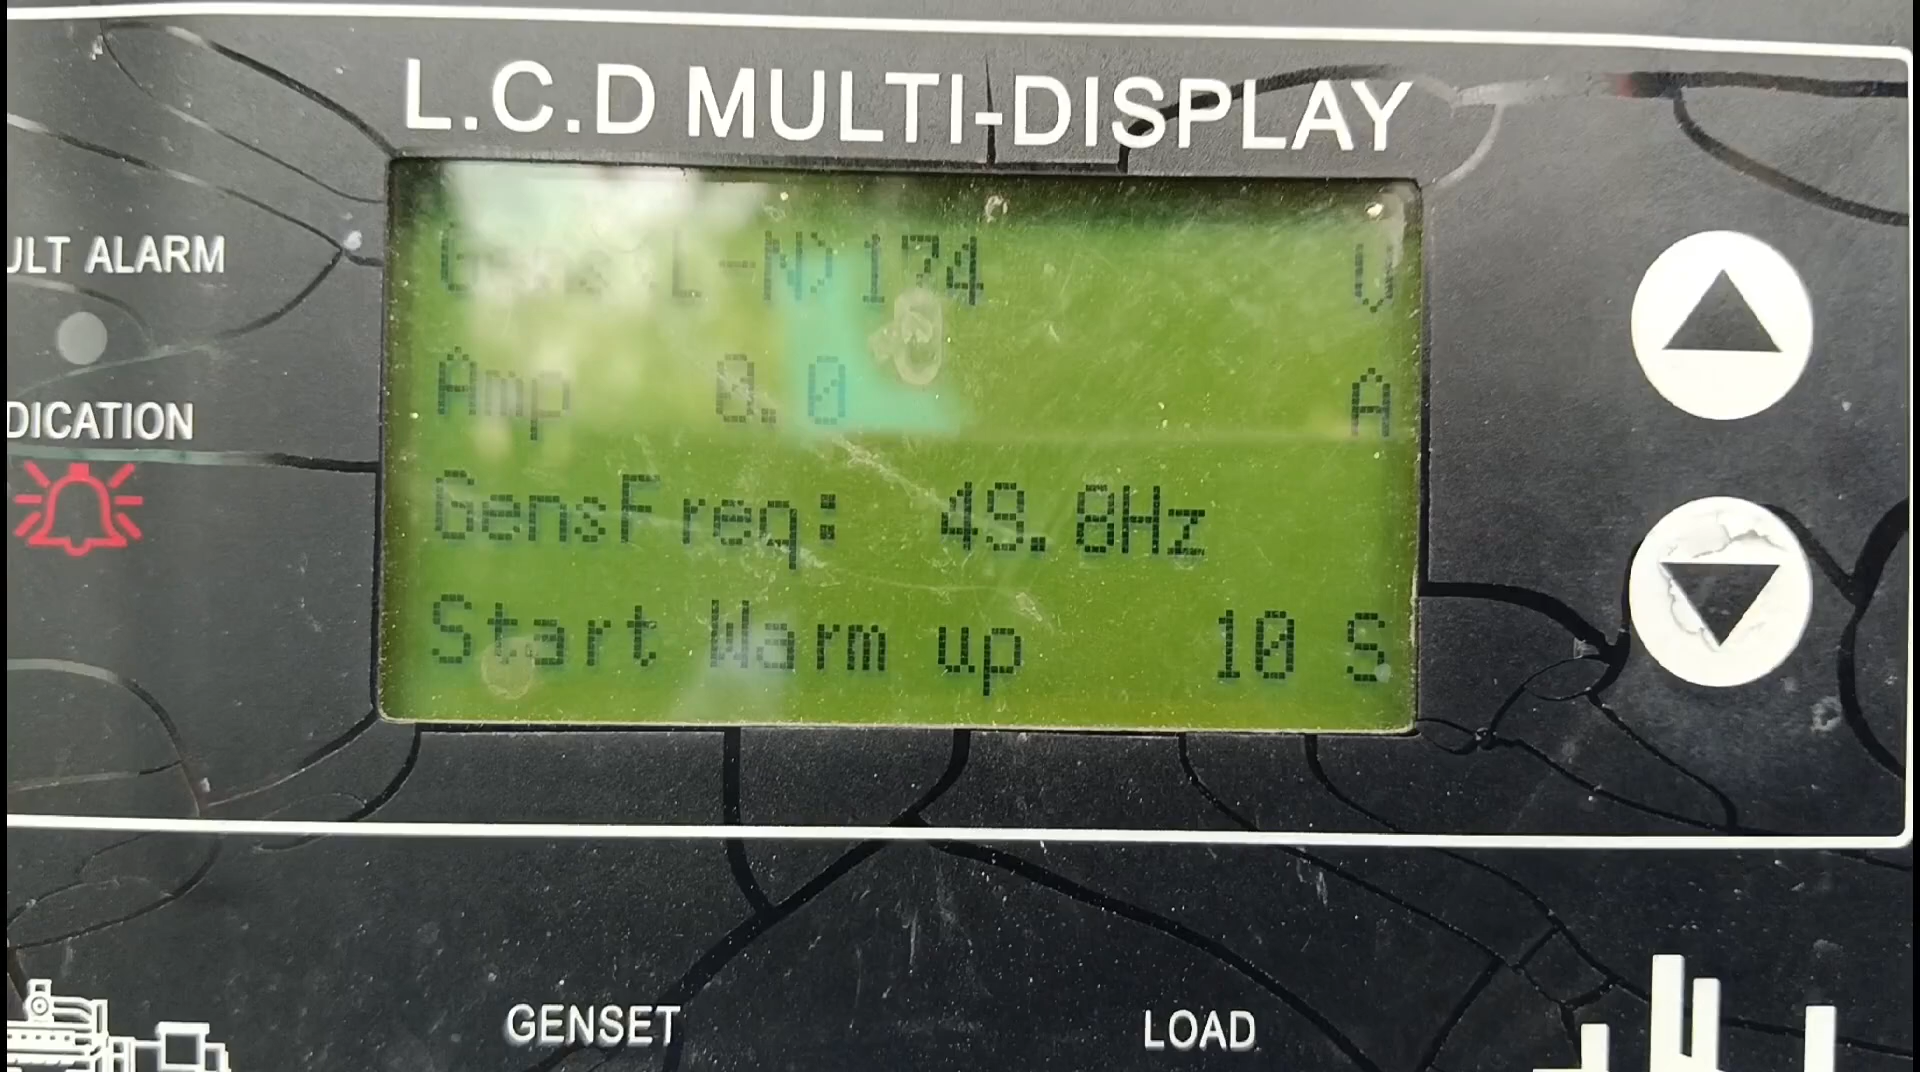 L.C.D MULTI-DISPLAY
ULT ALARM
DICATION
L-N>174 V
Amp 0.0 A
GensFreq: 49.8Hz
Start Warm up 10 S
GENSET
LOAD